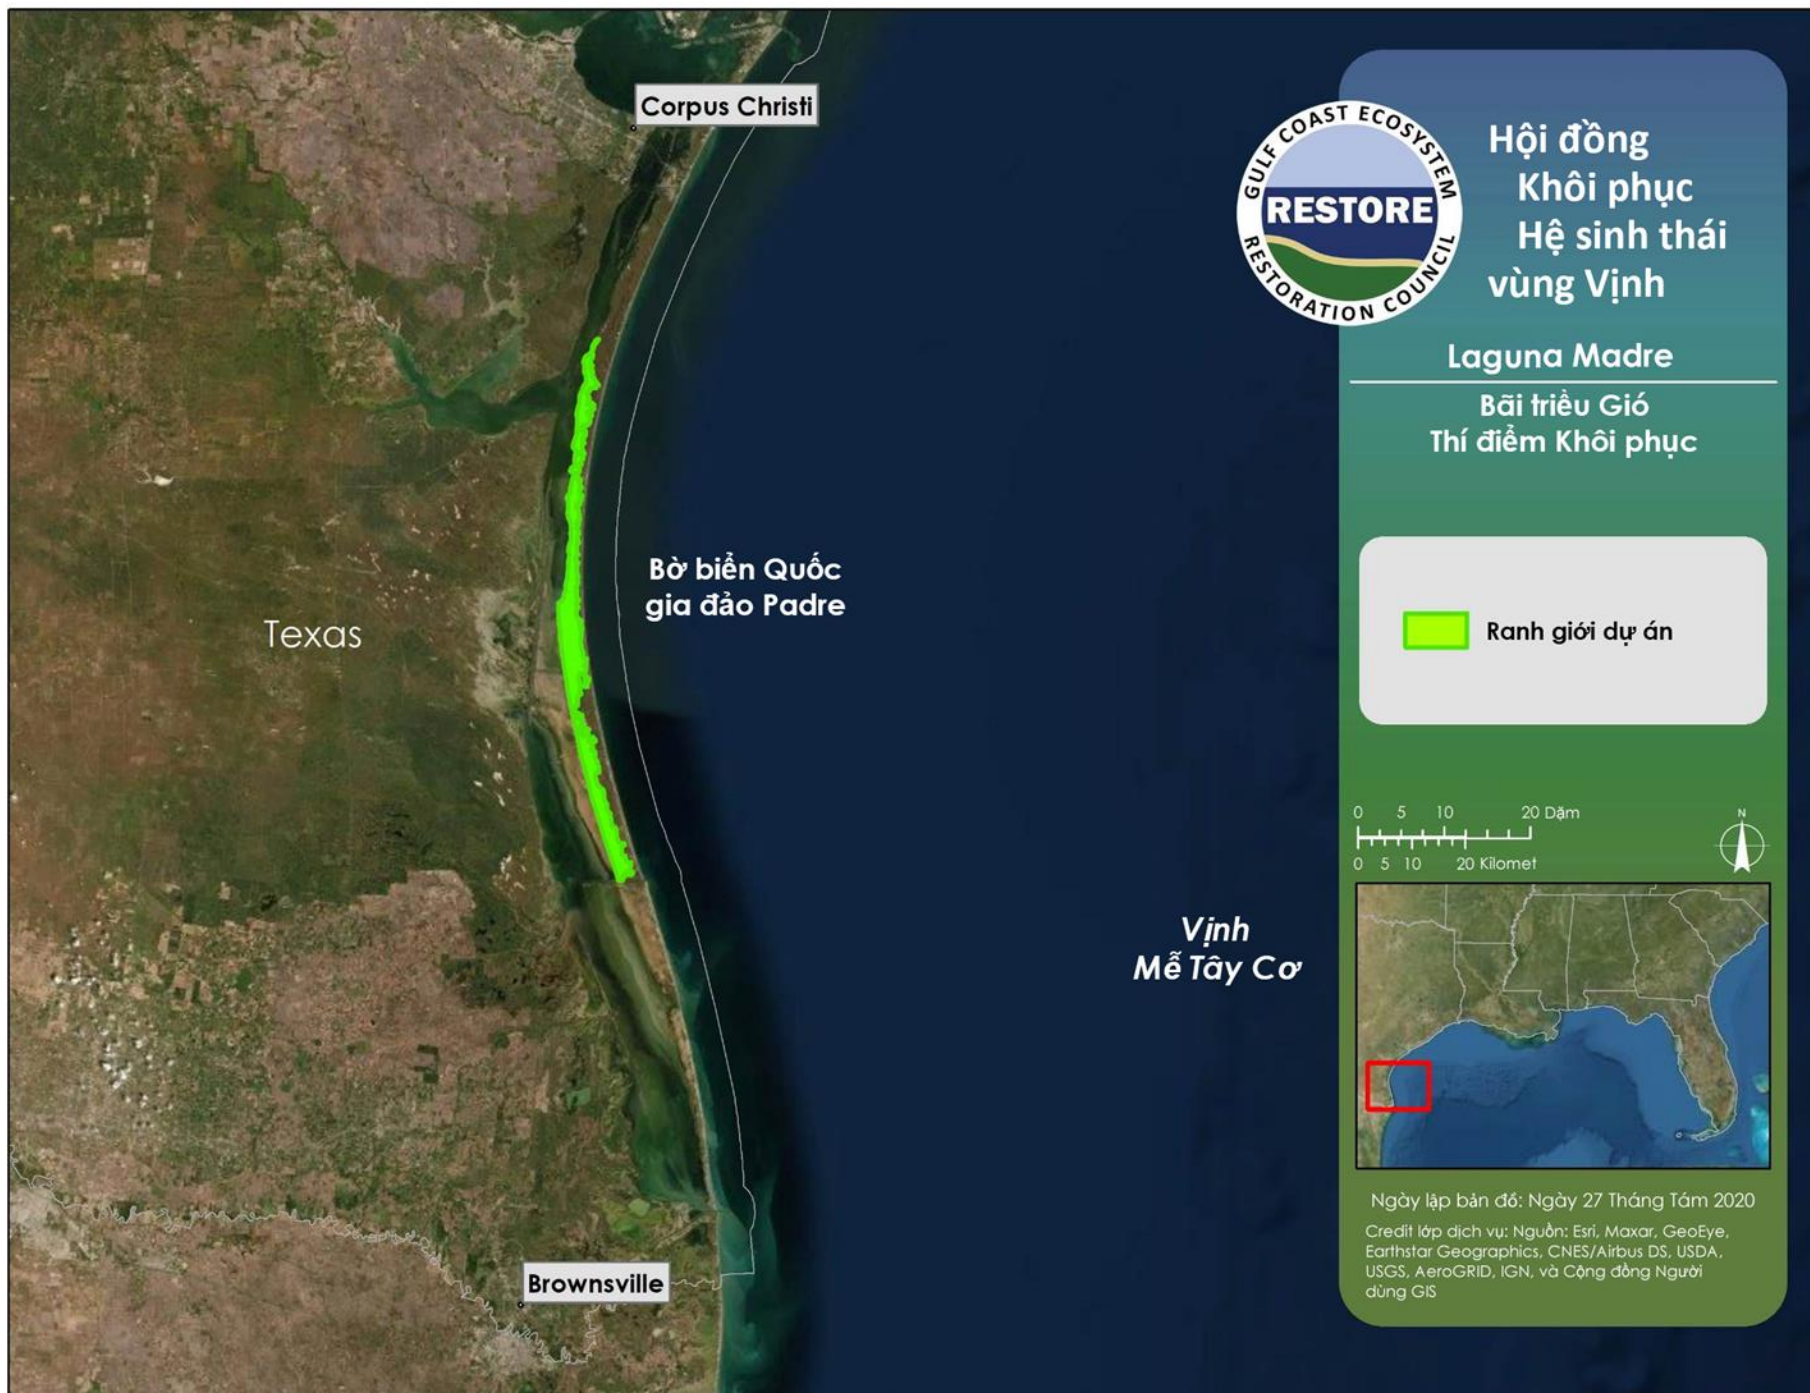 Corpus Christi
Texas
Bờ biển Quốc
gia đảo Padre
Vịnh
Mễ Tây Cơ
Brownsville
GULF COAST ECOSYSTEM
RESTORE
RESTORATION COUNCIL
Hội đồng
Khôi phục
Hệ sinh thái
vùng Vịnh
Laguna Madre
Bãi triều Gió
Thí điểm Khôi phục
Ranh giới dự án
0 5 10 20 Dặm
0 5 10 20 Kilomet
N
Ngày lập bản đồ: Ngày 27 Tháng Tám 2020
Credit lớp dịch vụ: Nguồn: Esri, Maxar, GeoEye,
Earthstar Geographics, CNES/Airbus DS, USDA,
USGS, AeroGRID, IGN, và Cộng đồng Người
dùng GIS